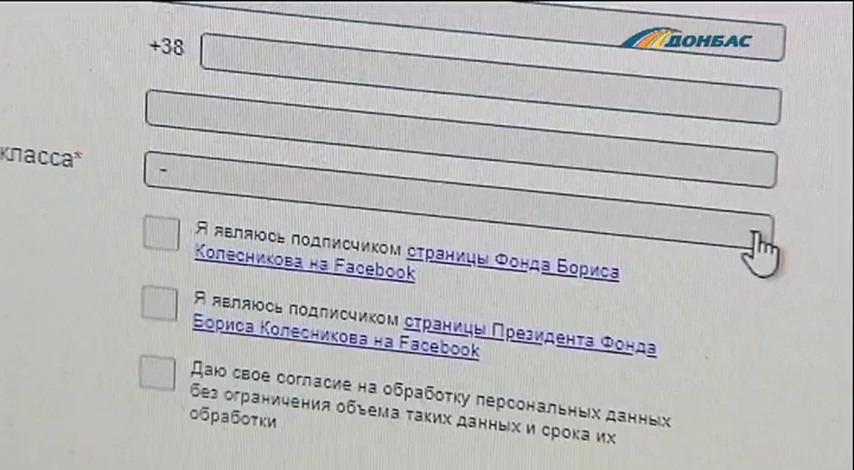 ДОНБАС
+38
класса*
-
Я являюсь подписчиком страницы Фонда Бориса
Колесникова на Facebook
Я являюсь подписчиком страницы Президента Фонда
Бориса Колесникова на Facebook
Даю свое согласие на обработку персональных данных
без ограничения объема таких данных и срока их
обработки